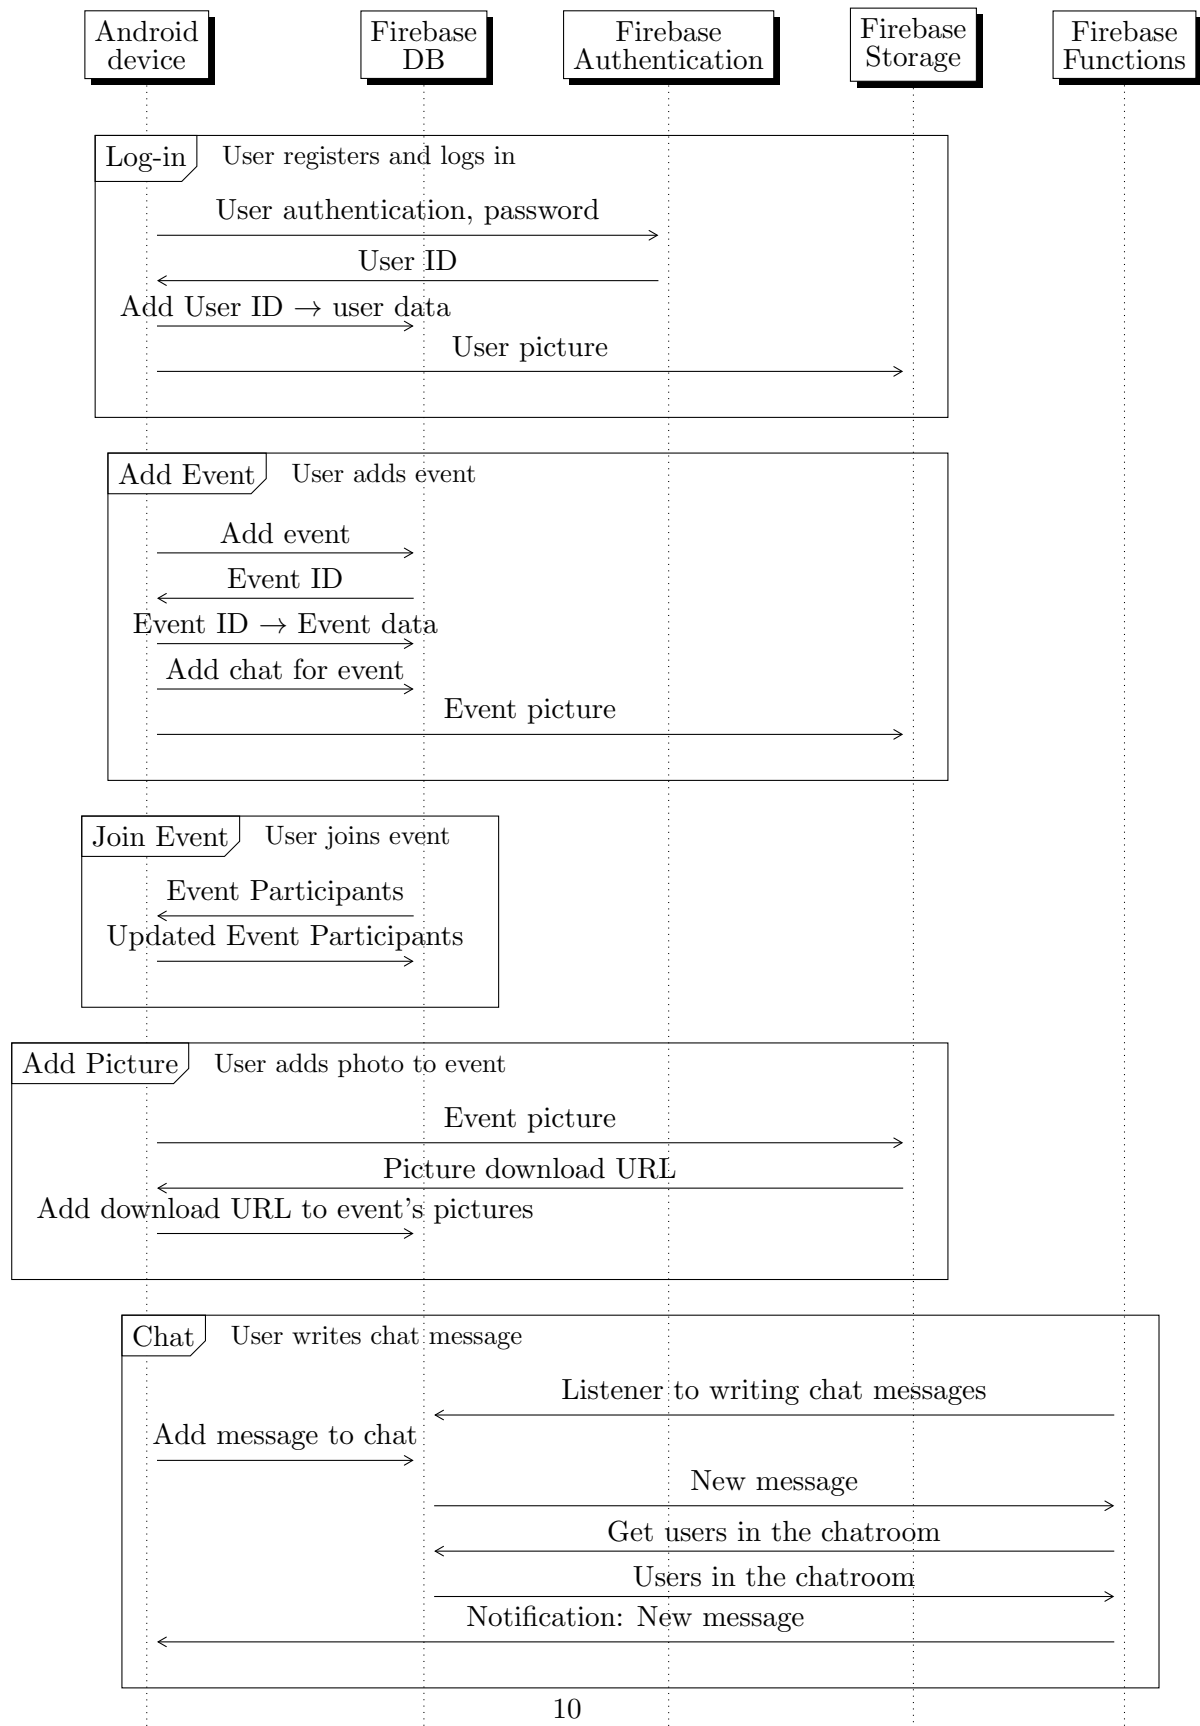 Android
device
Firebase
DB
Firebase
Authentication
Firebase
Storage
Firebase
Functions
Log-in
User registers and logs in
User authentication, password
User ID
Add User ID → user data
User picture
Add Event
User adds event
Add event
Event ID
Event ID → Event data
Add chat for event
Event picture
Join Event
User joins event
Event Participants
Updated Event Participants
Add Picture
User adds photo to event
Event picture
Picture download URL
Add download URL to event's pictures
Chat
User writes chat message
Listener to writing chat messages
Add message to chat
New message
Get users in the chatroom
Users in the chatroom
Notification: New message
10